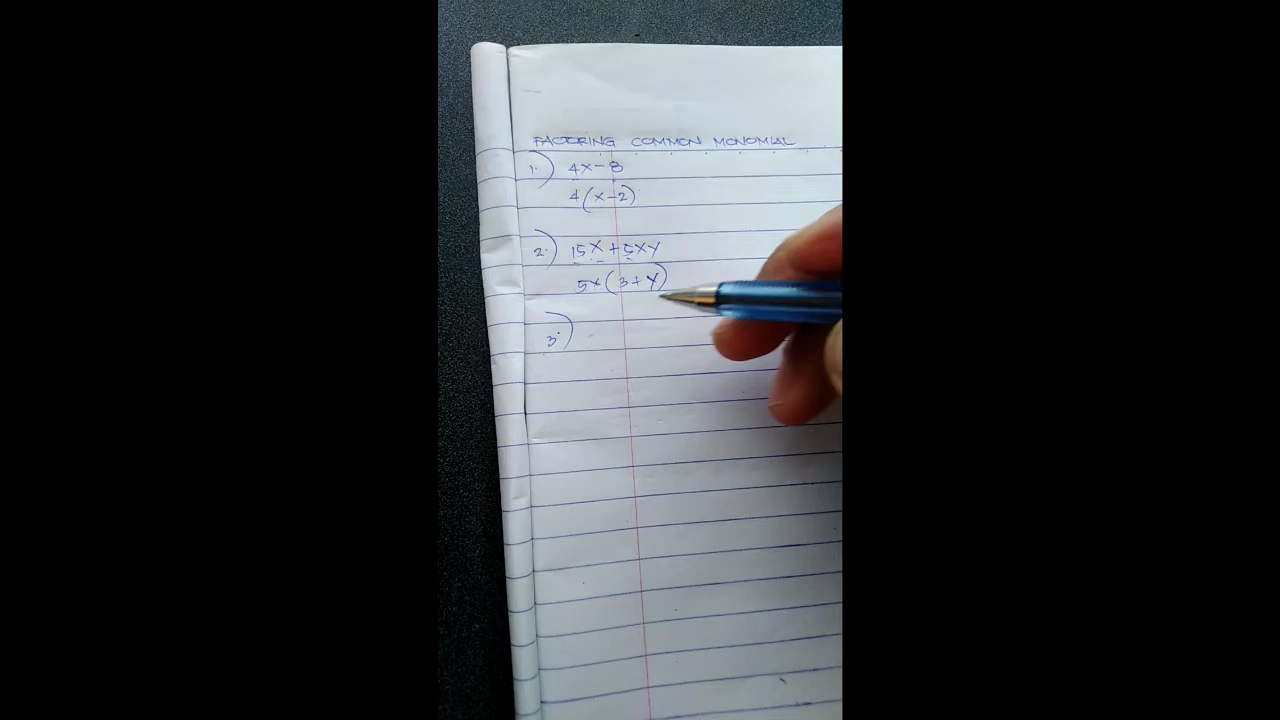 FACTORING COMMON MONOMIAL
1.) 4x - 8
4(x-2)
2.) 15x + 5xy
5x(3+y)
3.)